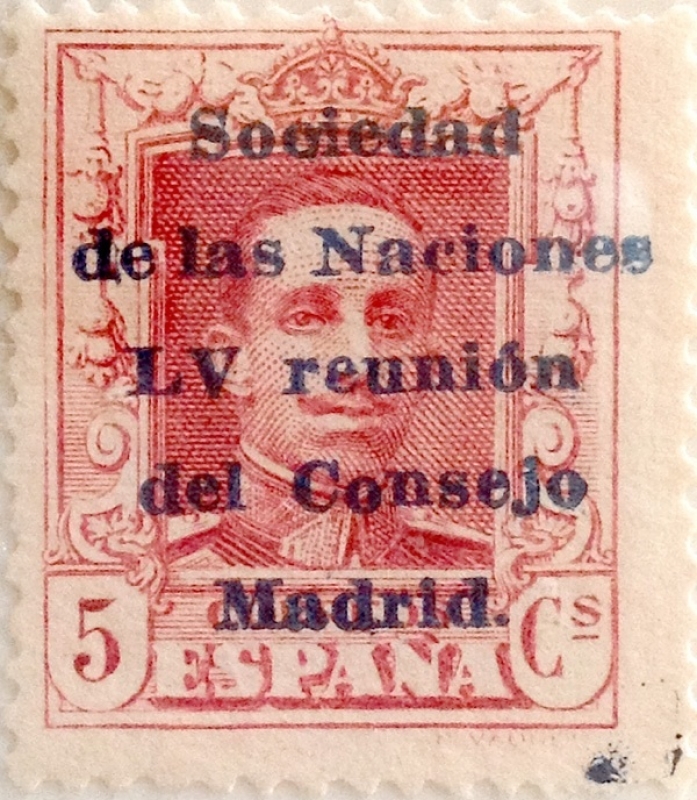 Sociedad
de las Naciones
LV reunión
del Consejo
Madrid.
5 Cs
ESPAÑA